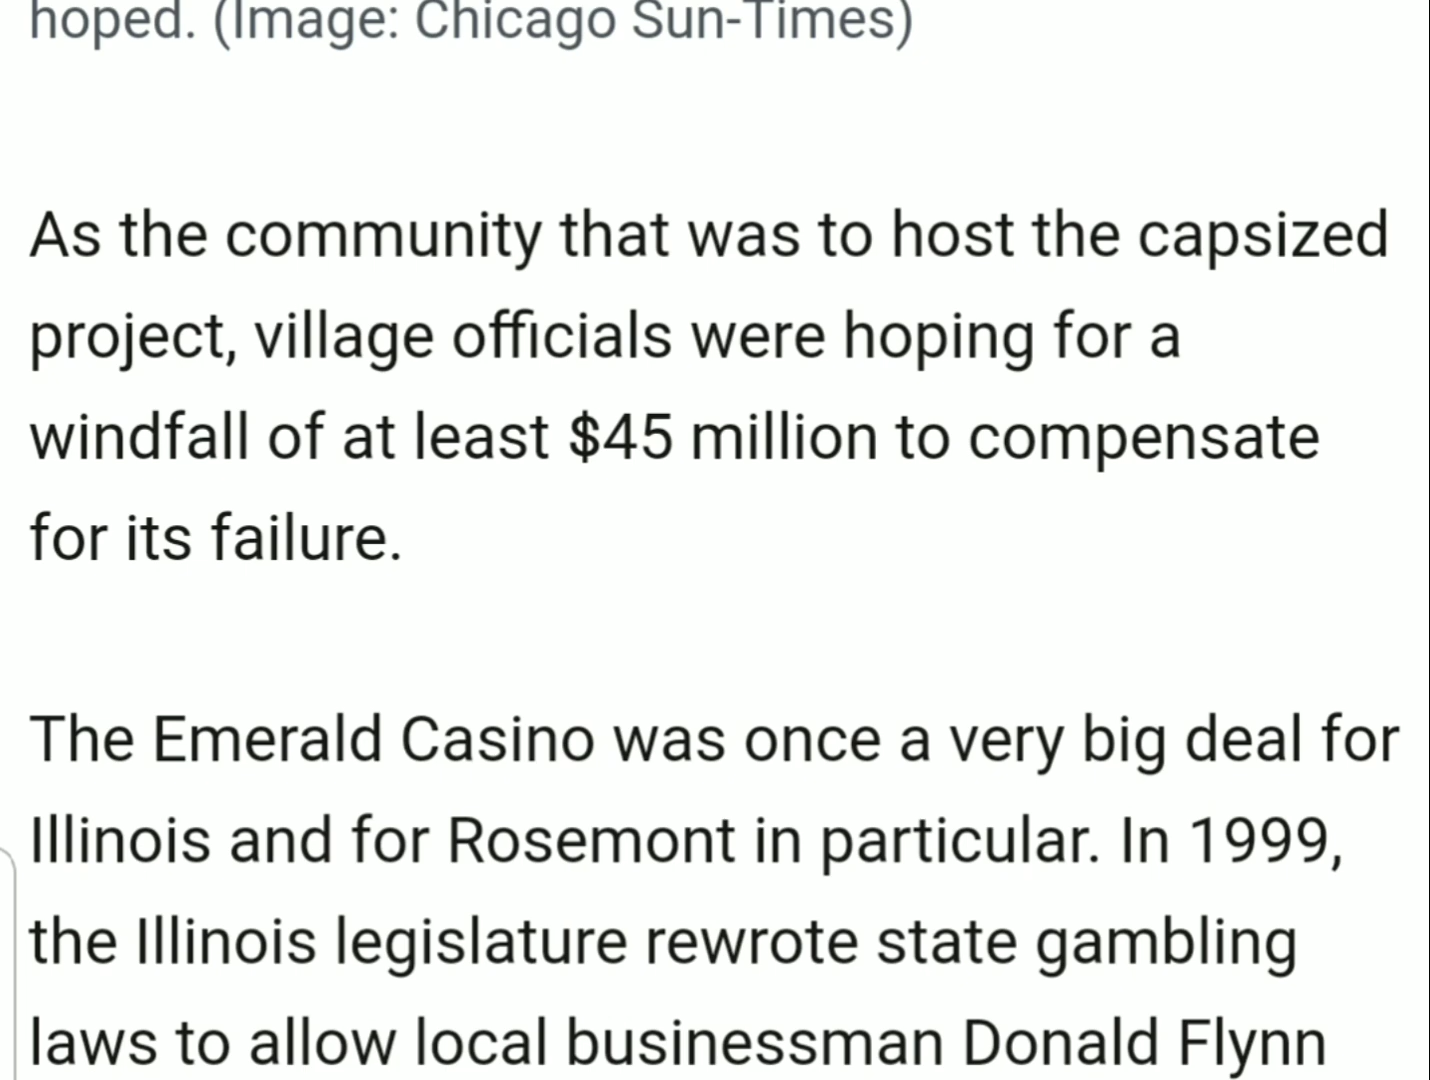 hoped. (Image: Chicago Sun-Times)
As the community that was to host the capsized
project, village officials were hoping for a
windfall of at least $45 million to compensate
for its failure.
The Emerald Casino was once a very big deal for
Illinois and for Rosemont in particular. In 1999,
the Illinois legislature rewrote state gambling
laws to allow local businessman Donald Flynn